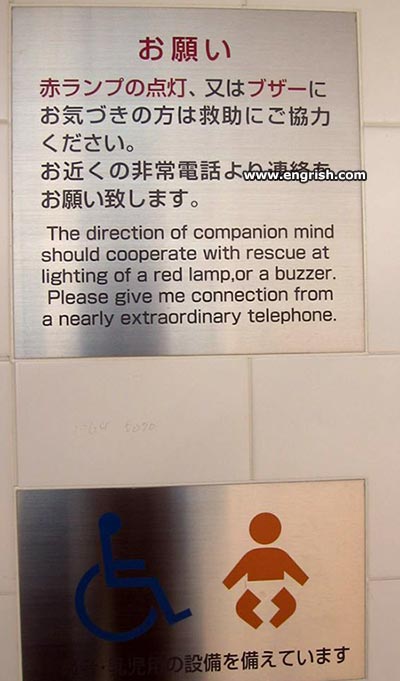 お願い
赤ランプの点灯、又はブザーに
お気づきの方は救助にご協力
ください。
お近くの非常電話より連絡を
www.engrish.com
お願い致します。
The direction of companion mind
should cooperate with rescue at
lighting of a red lamp,or a buzzer.
Please give me connection from
a nearly extraordinary telephone.
・乳児用の設備を備えています